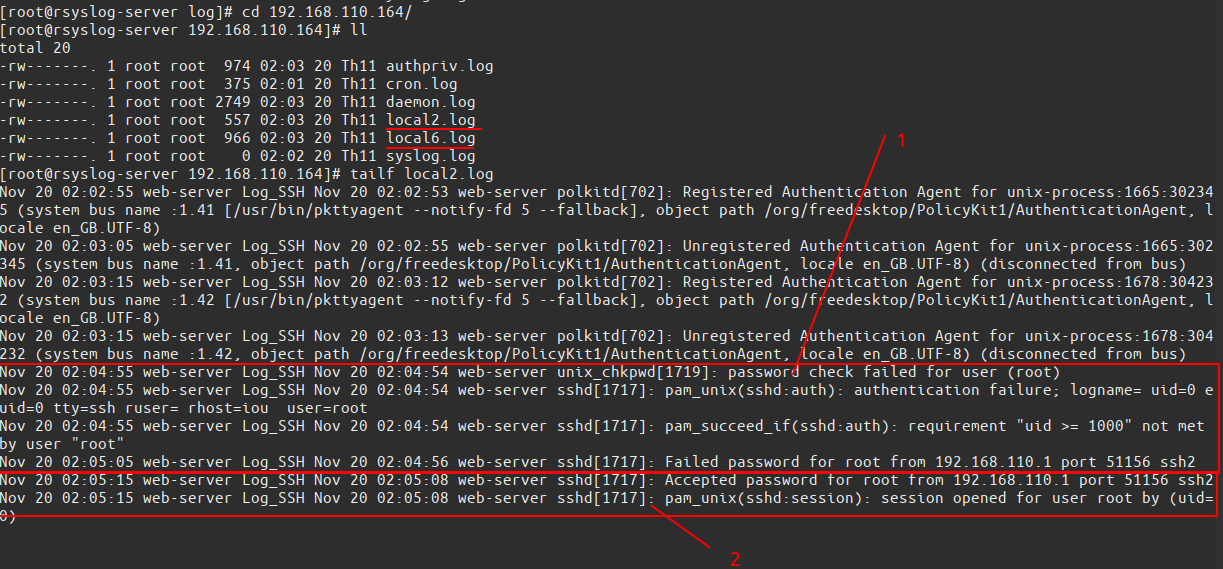 [root@rsyslog-server log]# cd 192.168.110.164/
[root@rsyslog-server 192.168.110.164]# ll
total 20
-rw-------. 1 root root  974 02:03 20 Th11 authpriv.log
-rw-------. 1 root root  375 02:01 20 Th11 cron.log
-rw-------. 1 root root 2749 02:03 20 Th11 daemon.log
-rw-------. 1 root root  557 02:03 20 Th11 local2.log
-rw-------. 1 root root  966 02:03 20 Th11 local6.log
-rw-------. 1 root root    0 02:02 20 Th11 syslog.log
1
[root@rsyslog-server 192.168.110.164]# tailf local2.log
Nov 20 02:02:55 web-server Log_SSH Nov 20 02:02:53 web-server polkitd[702]: Registered Authentication Agent for unix-process:1665:30234
5 (system bus name :1.41 [/usr/bin/pkttyagent --notify-fd 5 --fallback], object path /org/freedesktop/PolicyKit1/AuthenticationAgent, l
ocale en_GB.UTF-8)
Nov 20 02:03:05 web-server Log_SSH Nov 20 02:02:55 web-server polkitd[702]: Unregistered Authentication Agent for unix-process:1665:302
345 (system bus name :1.41, object path /org/freedesktop/PolicyKit1/AuthenticationAgent, locale en_GB.UTF-8) (disconnected from bus)
Nov 20 02:03:15 web-server Log_SSH Nov 20 02:03:12 web-server polkitd[702]: Registered Authentication Agent for unix-process:1678:30423
2 (system bus name :1.42 [/usr/bin/pkttyagent --notify-fd 5 --fallback], object path /org/freedesktop/PolicyKit1/AuthenticationAgent, l
ocale en_GB.UTF-8)
Nov 20 02:03:15 web-server Log_SSH Nov 20 02:03:13 web-server polkitd[702]: Unregistered Authentication Agent for unix-process:1678:304
232 (system bus name :1.42, object path /org/freedesktop/PolicyKit1/AuthenticationAgent, locale en_GB.UTF-8) (disconnected from bus)
Nov 20 02:04:55 web-server Log_SSH Nov 20 02:04:54 web-server unix_chkpwd[1719]: password check failed for user (root)
Nov 20 02:04:55 web-server Log_SSH Nov 20 02:04:54 web-server sshd[1717]: pam_unix(sshd:auth): authentication failure; logname= uid=0 e
uid=0 tty=ssh ruser= rhost=iou  user=root
Nov 20 02:04:55 web-server Log_SSH Nov 20 02:04:54 web-server sshd[1717]: pam_succeed_if(sshd:auth): requirement "uid >= 1000" not met
by user "root"
Nov 20 02:05:05 web-server Log_SSH Nov 20 02:04:56 web-server sshd[1717]: Failed password for root from 192.168.110.1 port 51156 ssh2
Nov 20 02:05:15 web-server Log_SSH Nov 20 02:05:08 web-server sshd[1717]: Accepted password for root from 192.168.110.1 port 51156 ssh2
Nov 20 02:05:15 web-server Log_SSH Nov 20 02:05:08 web-server sshd[1717]: pam_unix(sshd:session): session opened for user root by (uid=
0)
2